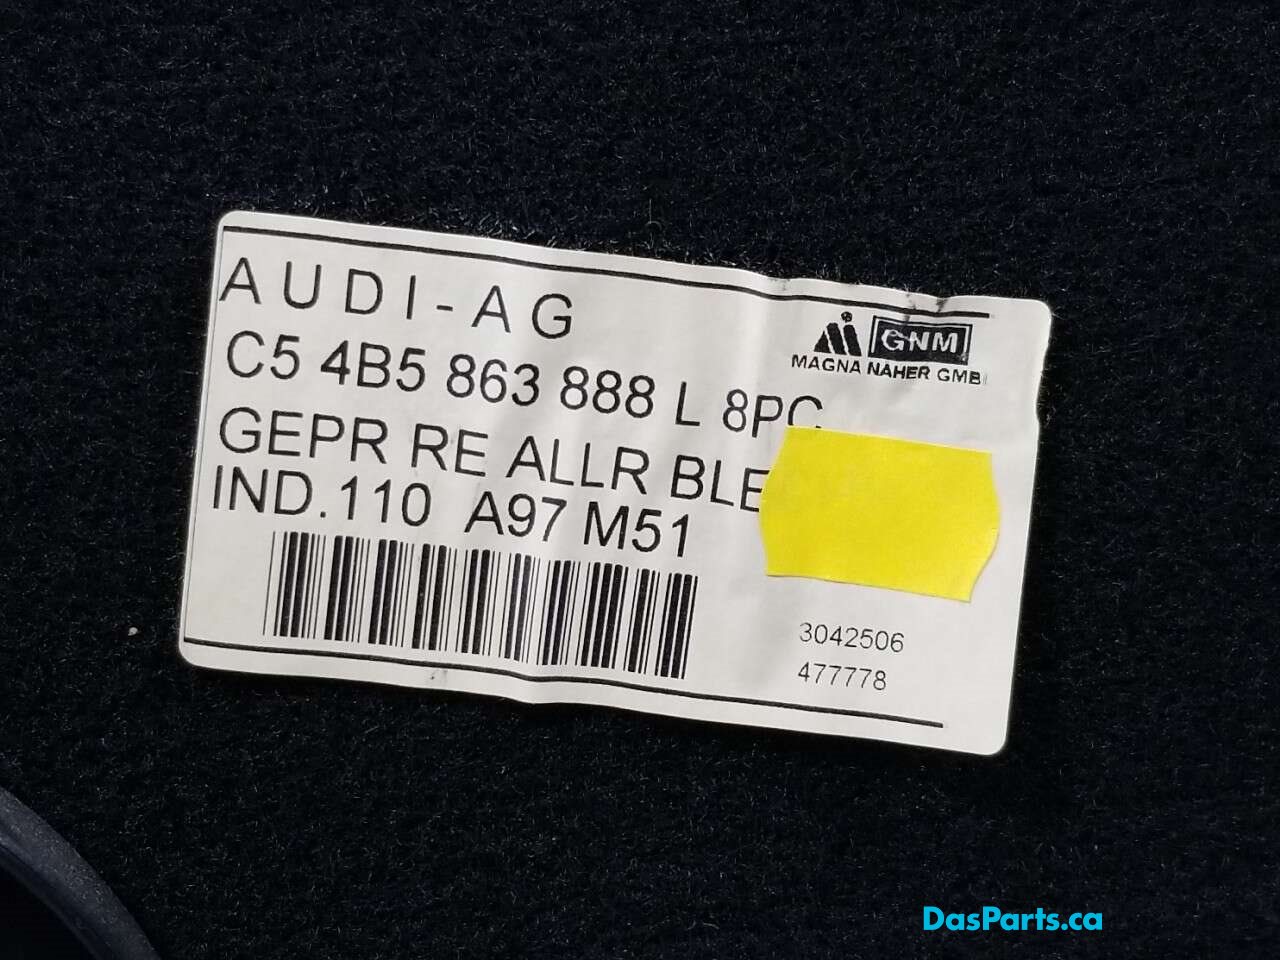 AUDI-AG
GNM
MAGNA NAHER GMB
C5 4B5 863 888 L 8PC
GEPR RE ALLR BLE
IND.110 A97 M51
3042506
477778
DasParts.ca